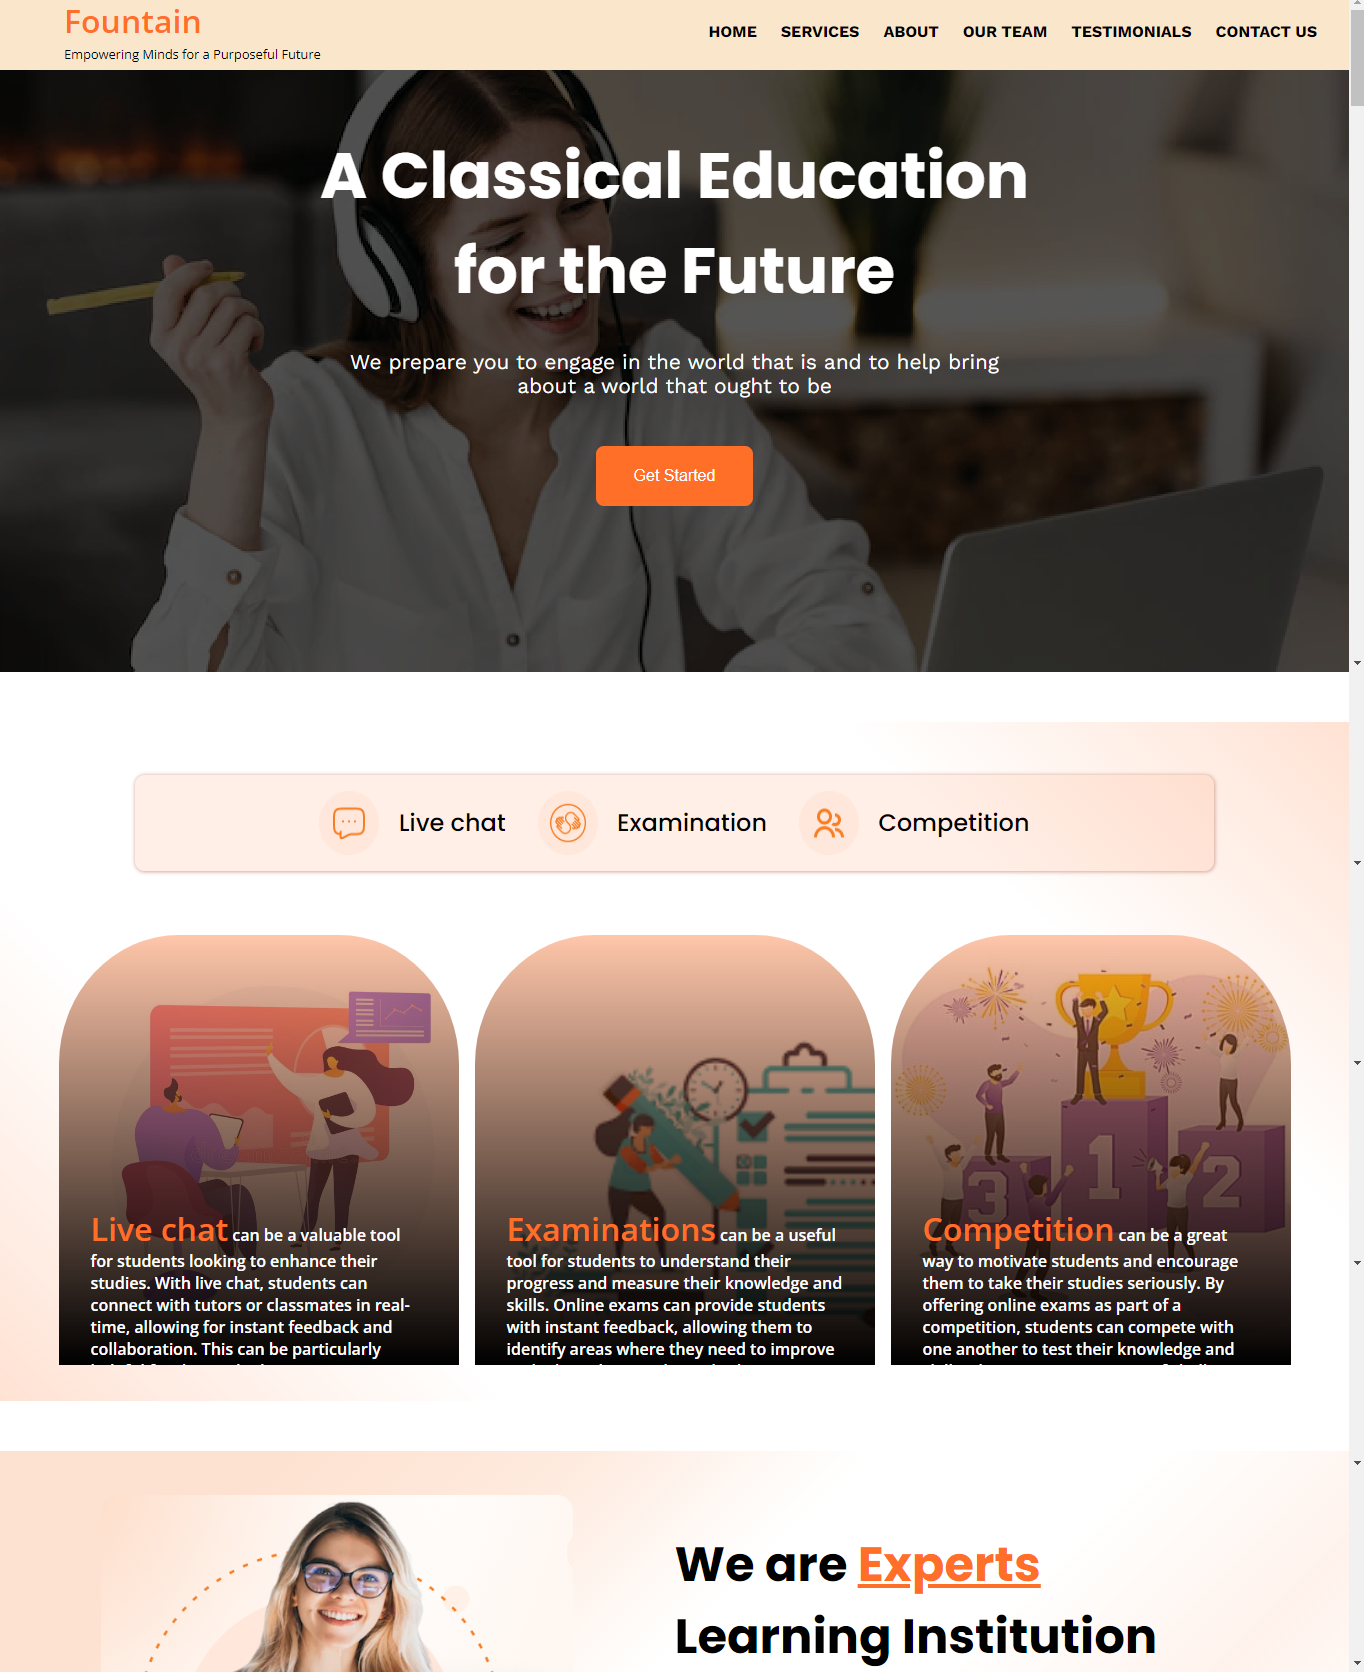 Fountain
Empowering Minds for a Purposeful Future
HOME SERVICES ABOUT OUR TEAM TESTIMONIALS CONTACT US
A Classical Education
for the Future
We prepare you to engage in the world that is and to help bring
about a world that ought to be
Get Started
Live chat Examination Competition
1
2
3
Live chat can be a valuable tool
for students looking to enhance their
studies. With live chat, students can
connect with tutors or classmates in real-
time, allowing for instant feedback and
collaboration. This can be particularly
Examinations can be a useful
tool for students to understand their
progress and measure their knowledge and
skills. Online exams can provide students
with instant feedback, allowing them to
identify areas where they need to improve
Competition can be a great
way to motivate students and encourage
them to take their studies seriously. By
offering online exams as part of a
competition, students can compete with
one another to test their knowledge and
We are Experts
Learning Institution